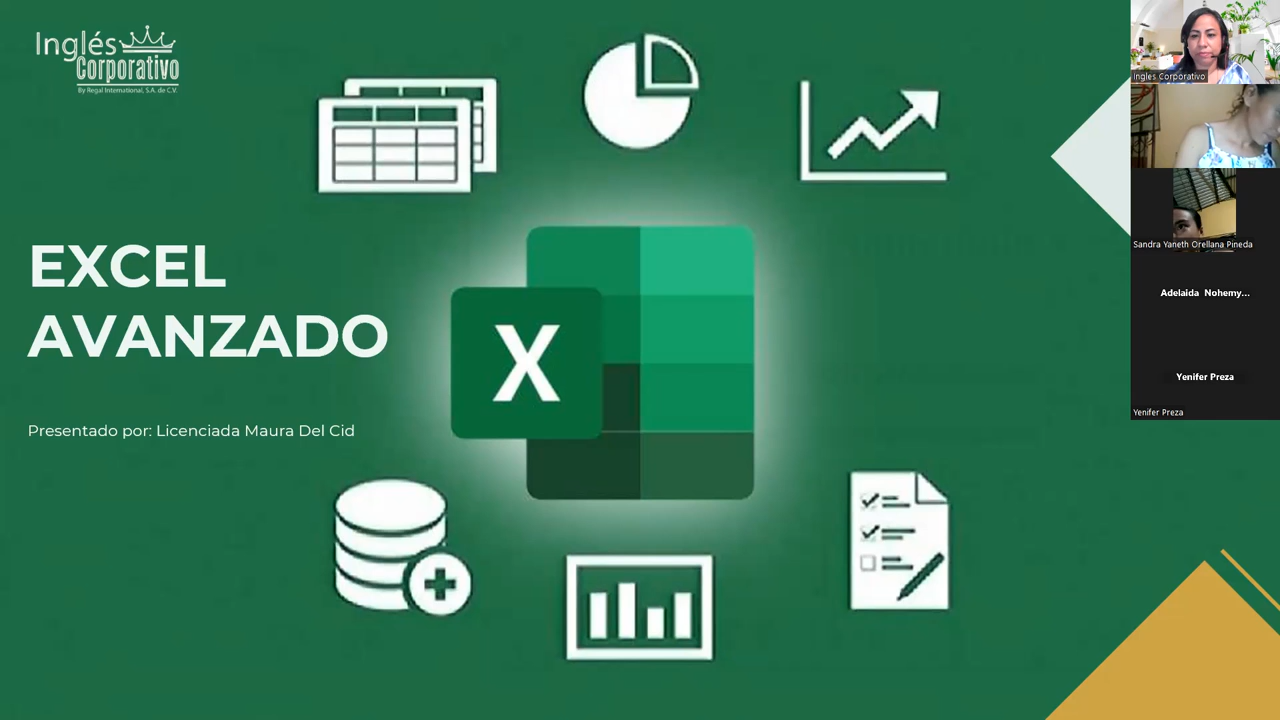 Inglés
Corporativo
By Regal International, S.A. de C.V.
EXCEL
AVANZADO
Presentado por: Licenciada Maura Del Cid
X
Ingles Corporativo
Sandra Yaneth Orellana Pineda
Adelaida Nohemy...
Yenifer Preza
Yenifer Preza